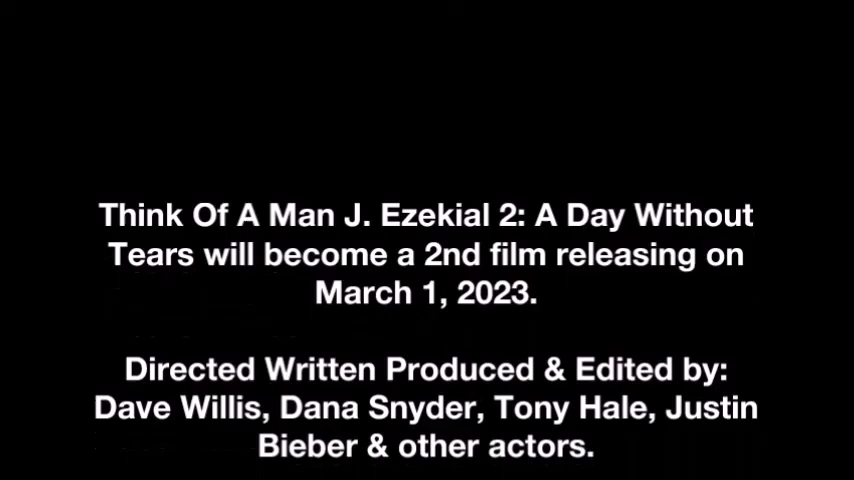 Think Of A Man J. Ezekial 2: A Day Without
Tears will become a 2nd film releasing on
March 1, 2023.
Directed Written Produced & Edited by:
Dave Willis, Dana Snyder, Tony Hale, Justin
Bieber & other actors.